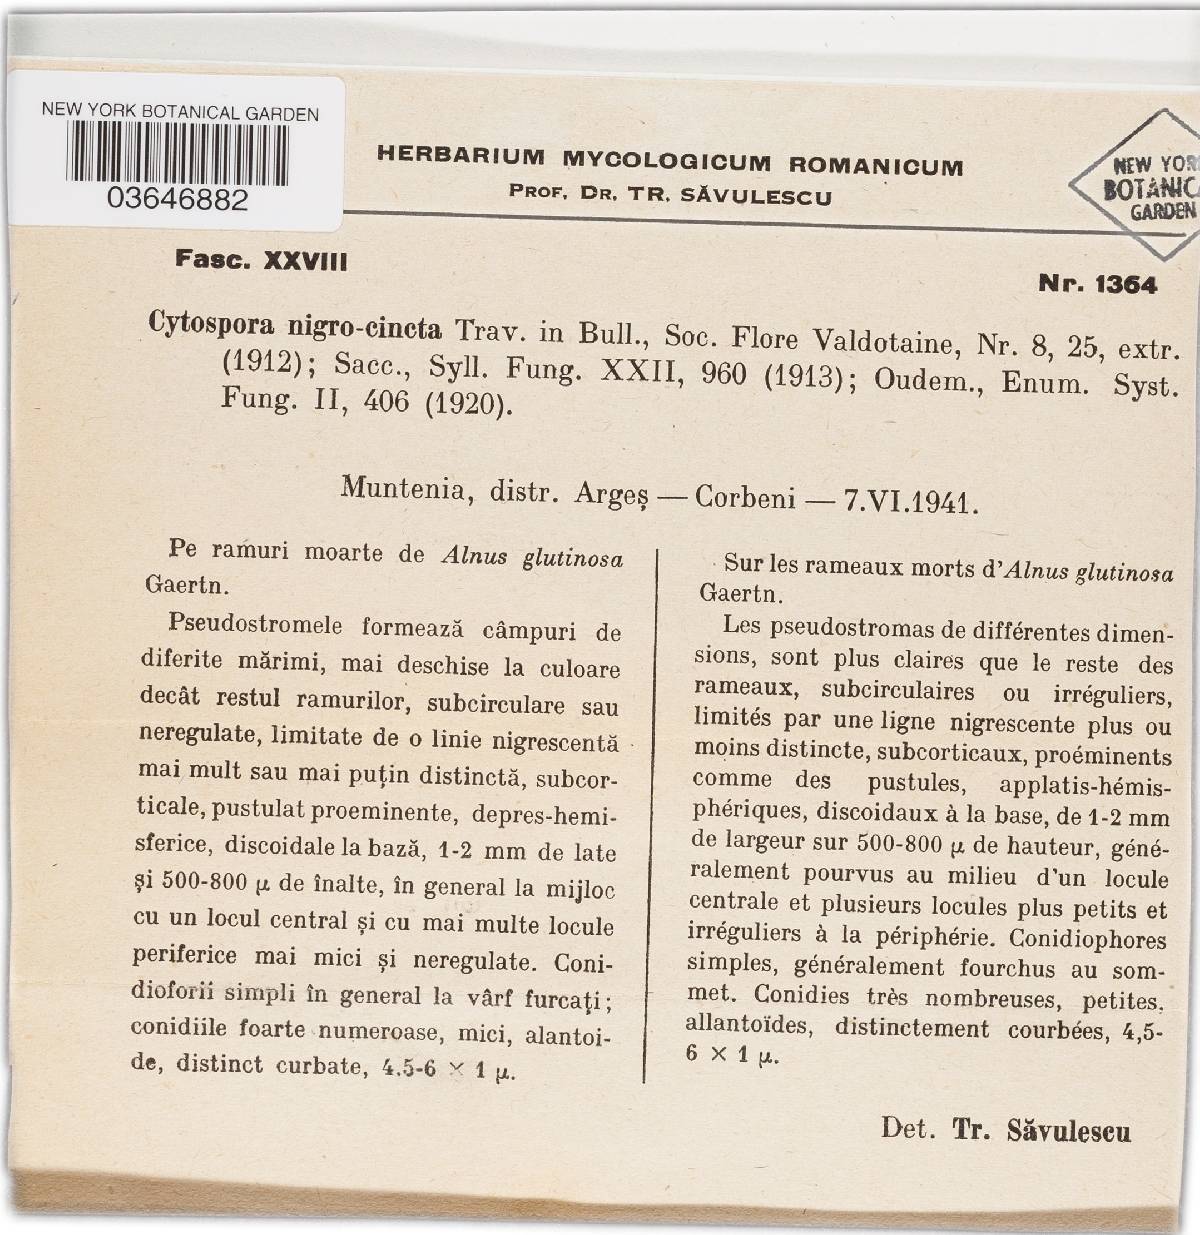 NEW YORK BOTANICAL GARDEN
03646882
HERBARIUM MYCOLOGICUM ROMANICUM
PROF. DR. TR. SĂVULESCU
NEW YOR
BOTANICA
GARDEN
Fasc. XXVIII
Nr. 1364
Cytospora nigro-cincta Trav. in Bull., Soc. Flore Valdotaine, Nr. 8, 25, extr.
(1912); Sacc., Syll. Fung. XXII, 960 (1913); Oudem., Enum. Syst.
Fung. II, 406 (1920).
Muntenia, distr. Argeș — Corbeni — 7.VI.1941.
Pe ramuri moarte de Alnus glutinosa
Gaertn.
Pseudostromele formează câmpuri de
diferite mărimi, mai deschise la culoare
decât restul ramurilor, subcirculare sau
neregulate, limitate de o linie nigrescentă
mai mult sau mai puțin distinctă, subcor-
ticale, pustulat proeminente, depres-hemi-
sferice, discoidale la bază, 1-2 mm de late
și 500-800 µ de înalte, în general la mijloc
cu un locul central și cu mai multe locule
periferice mai mici și neregulate. Coni-
dioforii simpli în general la vârf furcați;
conidiile foarte numeroase, mici, alantoi-
de, distinct curbate, 4,5-6 × 1 µ.
Sur les rameaux morts d'Alnus glutinosa
Gaertn.
Les pseudostromas de différentes dimen-
sions, sont plus claires que le reste des
rameaux, subcirculaires ou irréguliers,
limités par une ligne nigrescente plus ou
moins distincte, subcorticaux, proéminents
comme des pustules, applatis-hémis-
phériques, discoidaux à la base, de 1-2 mm
de largeur sur 500-800 µ de hauteur, géné-
ralement pourvus au milieu d'un locule
centrale et plusieurs locules plus petits et
irréguliers à la périphérie. Conidiophores
simples, généralement fourchus au som-
met. Conidies très nombreuses, petites,
allantoïdes, distinctement courbées, 4,5-
6 × 1 µ.
Det. Tr. Săvulescu